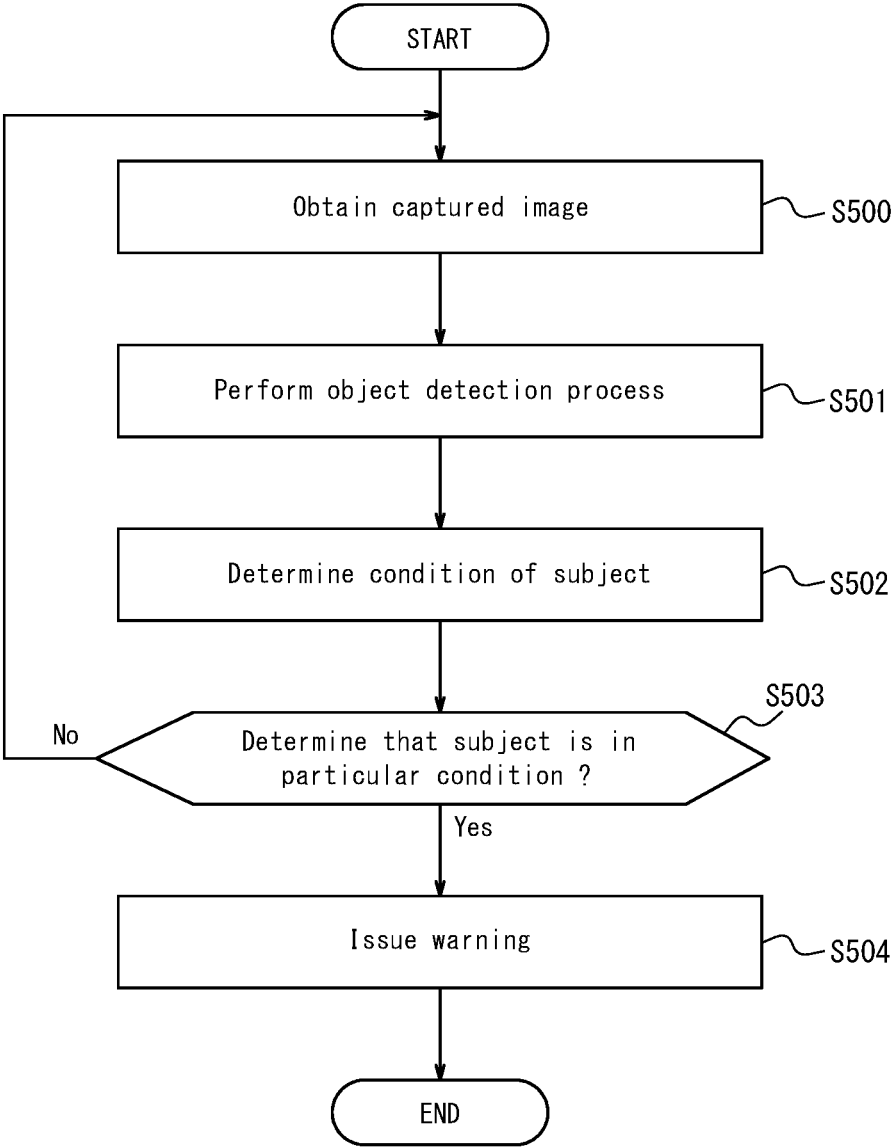 START
Obtain captured image
S500
Perform object detection process
S501
Determine condition of subject
S502
S503
No
Determine that subject is in
particular condition ?
Yes
Issue warning
S504
END